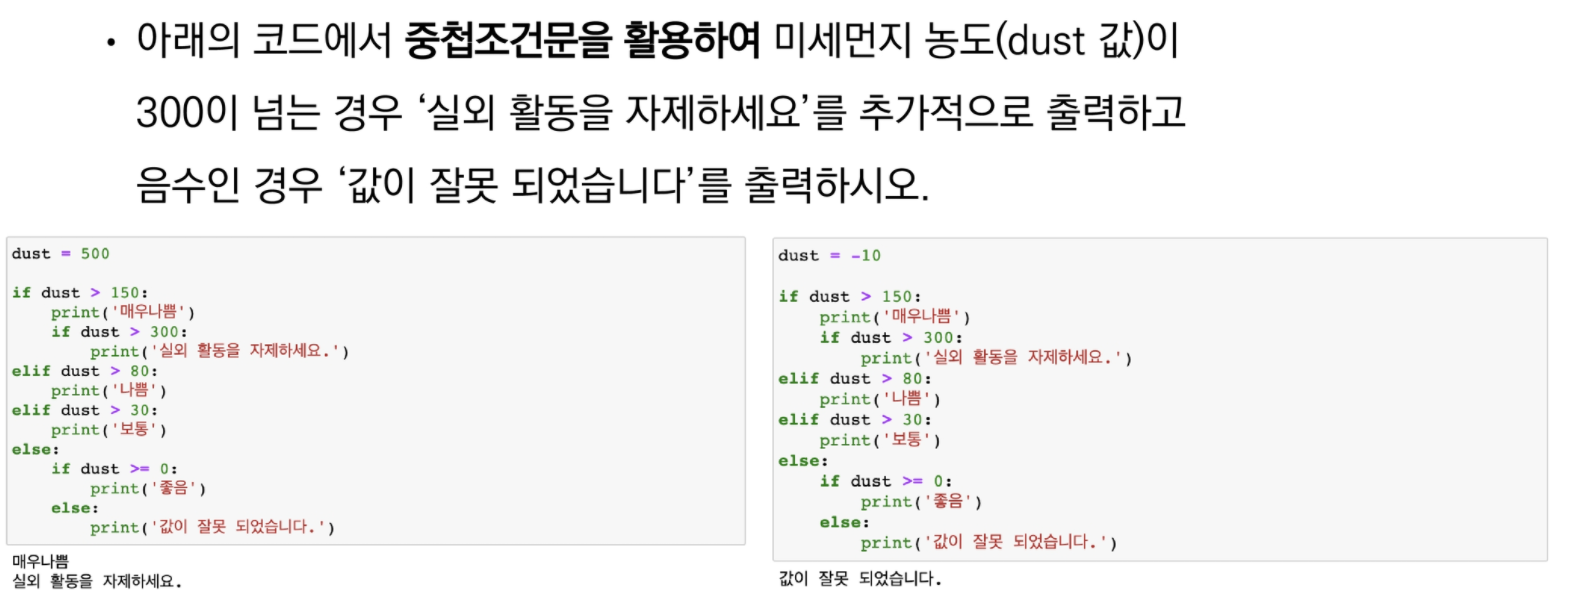 • 아래의 코드에서 중첩조건문을 활용하여 미세먼지 농도(dust 값)이
300이 넘는 경우 ‘실외 활동을 자제하세요’를 추가적으로 출력하고
음수인 경우 ‘값이 잘못 되었습니다’를 출력하시오.
dust = 500

if dust > 150:
    print('매우나쁨')
    if dust > 300:
        print('실외 활동을 자제하세요.')
elif dust > 80:
    print('나쁨')
elif dust > 30:
    print('보통')
else:
    if dust >= 0:
        print('좋음')
    else:
        print('값이 잘못 되었습니다.')
매우나쁨
실외 활동을 자제하세요.
dust = -10

if dust > 150:
    print('매우나쁨')
    if dust > 300:
        print('실외 활동을 자제하세요.')
elif dust > 80:
    print('나쁨')
elif dust > 30:
    print('보통')
else:
    if dust >= 0:
        print('좋음')
    else:
        print('값이 잘못 되었습니다.')
값이 잘못 되었습니다.